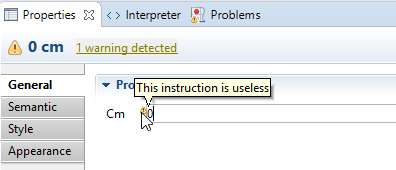 Properties Interpreter Problems
0 cm 1 warning detected
General
This instruction is useless
Pro
Semantic
Cm 0
Style
Appearance